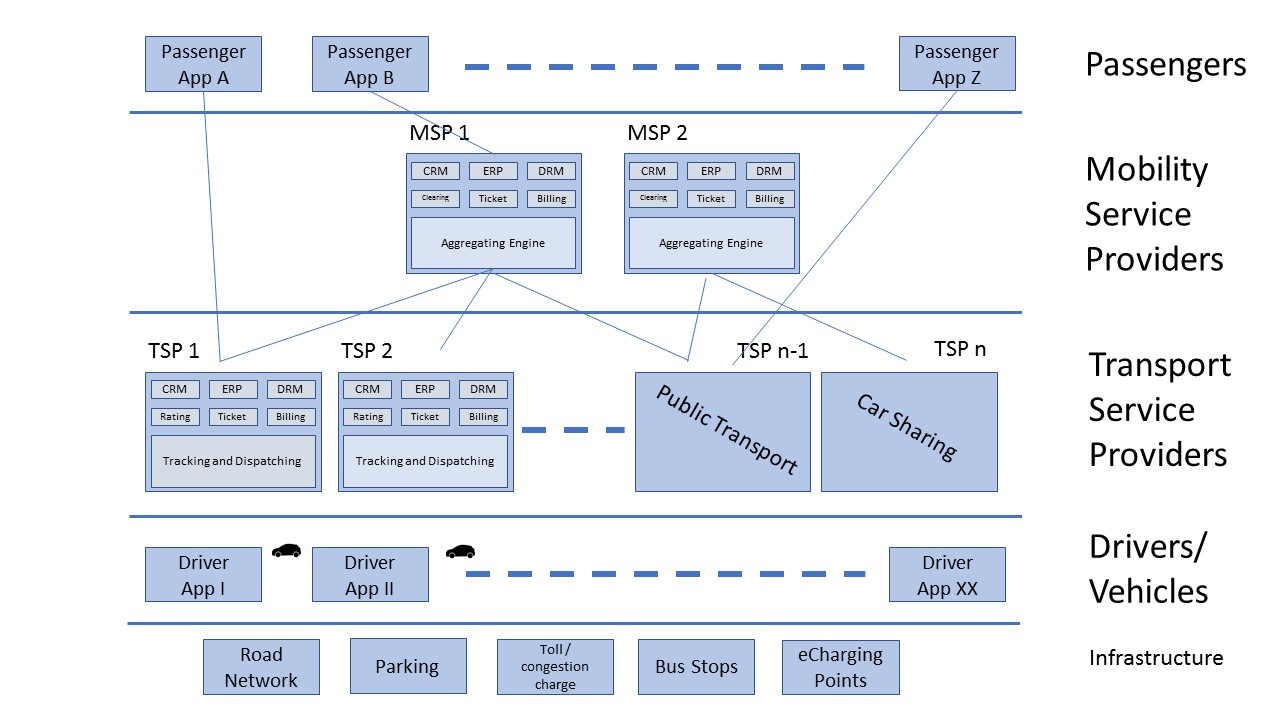 Passenger
App A
Passenger
App B
Passenger
App Z
Passengers
MSP 1
MSP 2
CRM
ERP
DRM
Clearing
Ticket
Billing
Aggregating Engine
CRM
ERP
DRM
Clearing
Ticket
Billing
Aggregating Engine
Mobility
Service
Providers
TSP 1
TSP 2
TSP n-1
TSP n
CRM
ERP
DRM
Rating
Ticket
Billing
Tracking and Dispatching
CRM
ERP
DRM
Rating
Ticket
Billing
Tracking and Dispatching
Public Transport
Car Sharing
Transport
Service
Providers
Driver
App I
Driver
App II
Driver
App XX
Drivers/
Vehicles
Road
Network
Parking
Toll /
congestion
charge
Bus Stops
eCharging
Points
Infrastructure